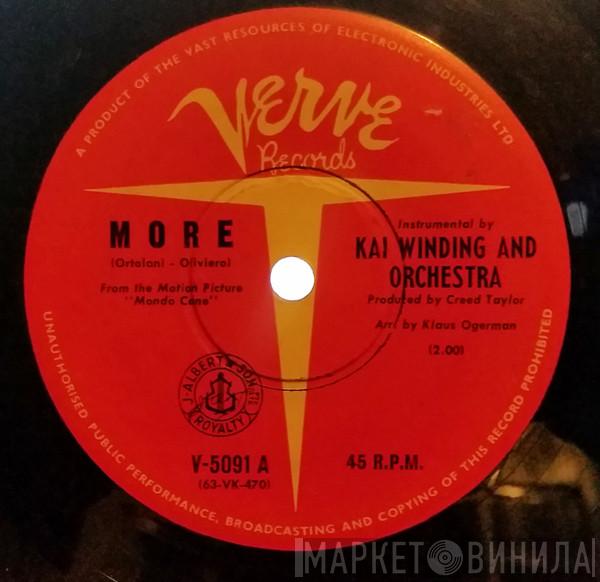 A PRODUCT OF THE VAST RESOURCES OF ELECTRONIC INDUSTRIES LTD
Verve
Records
MORE
(Ortolani - Oliviero)
From the Motion Picture
"Mondo Cane"
Instrumental by
KAI WINDING AND
ORCHESTRA
Produced by Creed Taylor
Arr. by Klaus Ogerman
(2.00)
J. ALBERT & SON PTY LTD
ROYALTY
V-5091 A
(63-VK-470)
45 R.P.M.
UNAUTHORISED PUBLIC PERFORMANCE, BROADCASTING AND COPYING OF THIS RECORD PROHIBITED
МАРКЕТ ВИНИЛА